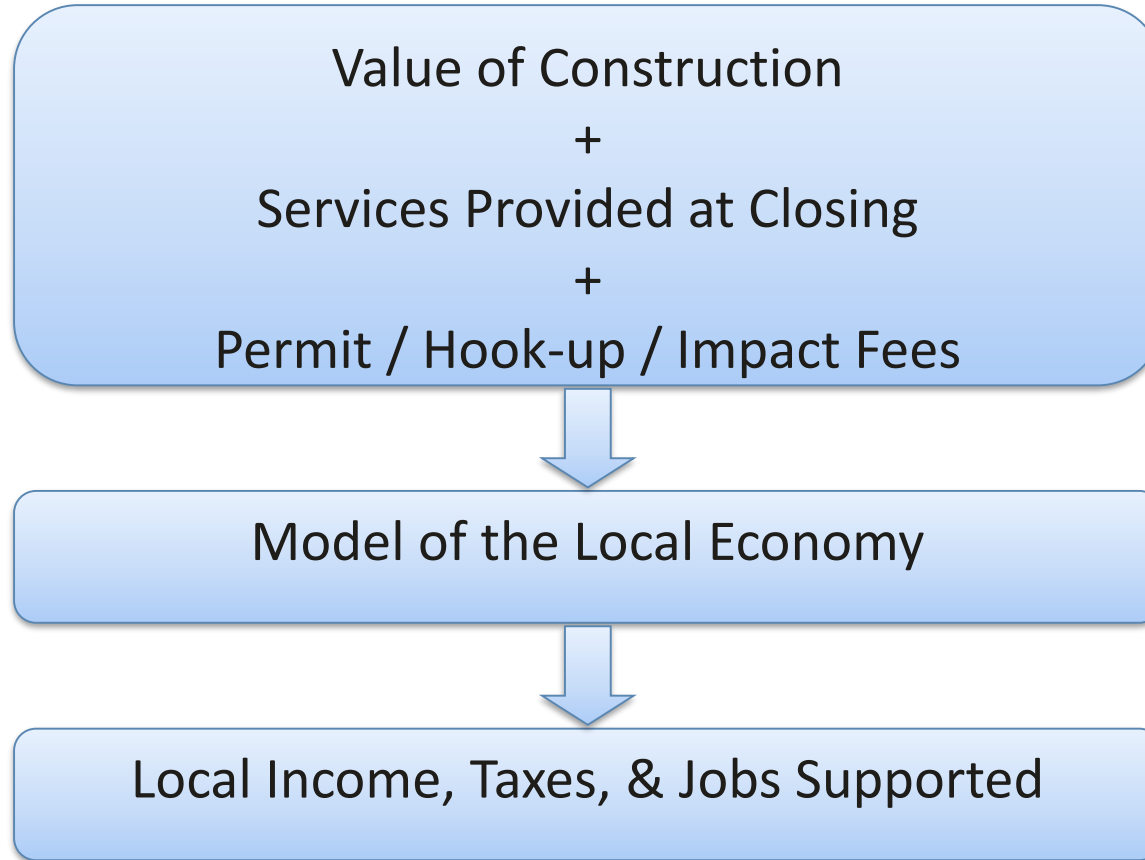 Value of Construction
+
Services Provided at Closing
+
Permit / Hook-up / Impact Fees
Model of the Local Economy
Local Income, Taxes, & Jobs Supported